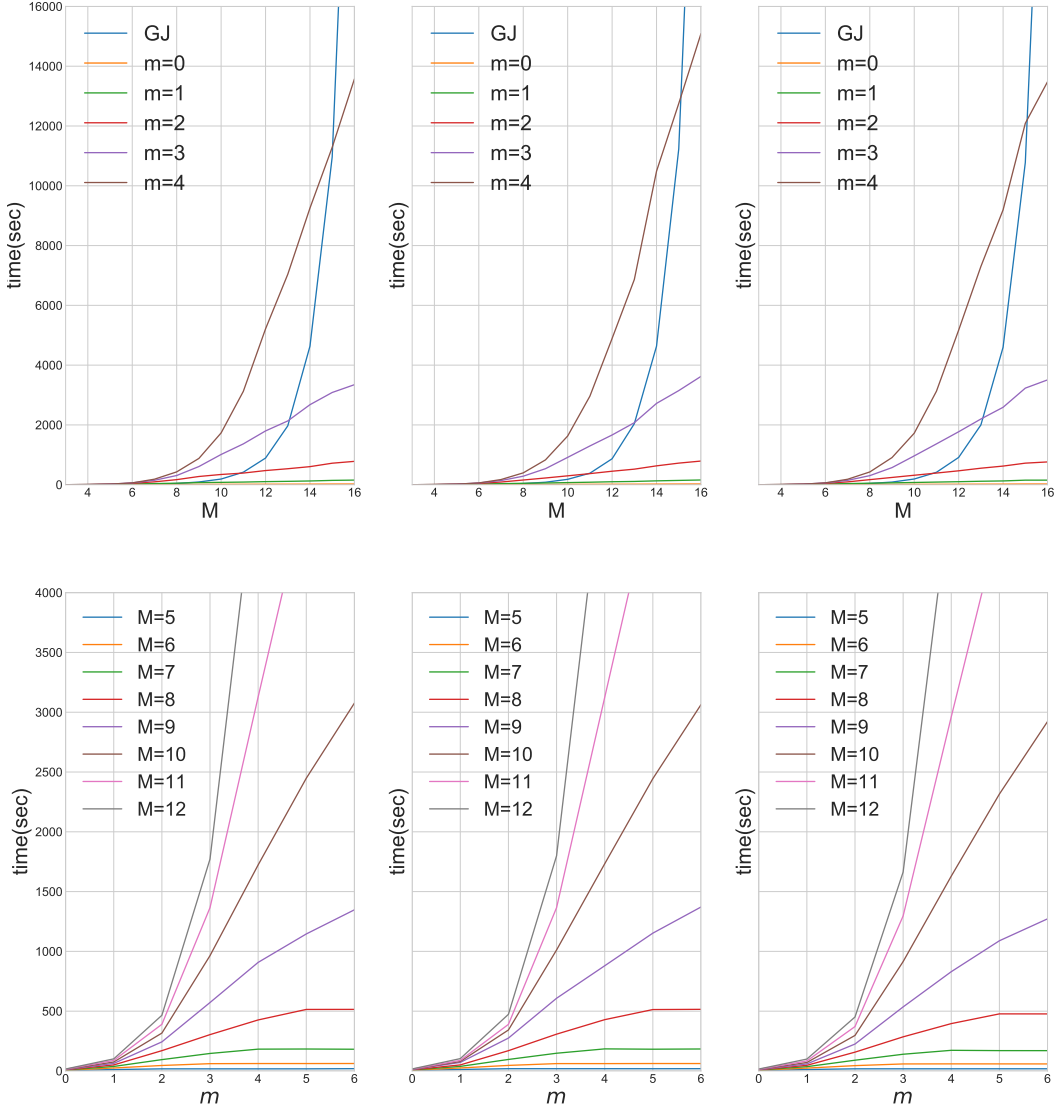 16000
14000
12000
10000
8000
6000
4000
2000
0
time(sec)
GJ
m=0
m=1
m=2
m=3
m=4
4 6 8 10 12 14 16
M
time(sec)
GJ
m=0
m=1
m=2
m=3
m=4
4 6 8 10 12 14 16
M
time(sec)
GJ
m=0
m=1
m=2
m=3
m=4
4 6 8 10 12 14 16
M
4000
3500
3000
2500
2000
1500
1000
500
0
time(sec)
M=5
M=6
M=7
M=8
M=9
M=10
M=11
M=12
0 1 2 3 4 5 6
m
time(sec)
M=5
M=6
M=7
M=8
M=9
M=10
M=11
M=12
0 1 2 3 4 5 6
m
time(sec)
M=5
M=6
M=7
M=8
M=9
M=10
M=11
M=12
0 1 2 3 4 5 6
m